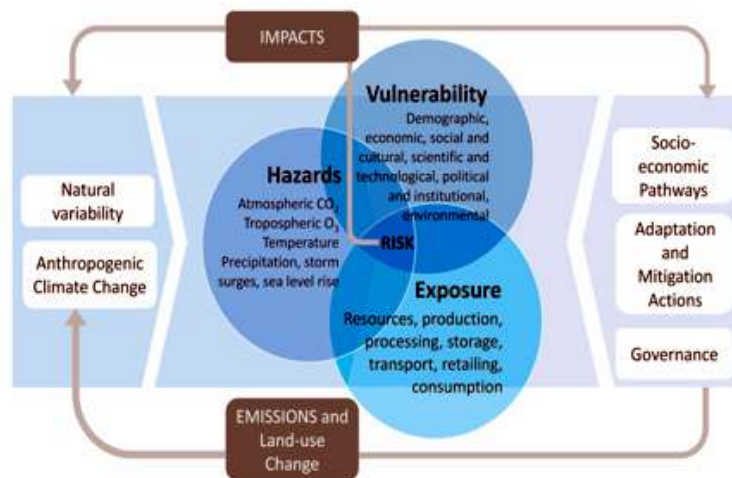 IMPACTS
Vulnerability
Demographic,
economic, social and
cultural, scientific and
technological, political
and institutional,
environmental
Hazards
Atmospheric CO₂
Tropospheric O₃
Temperature
Precipitation, storm
surges, sea level rise
RISK
Exposure
Resources, production,
processing, storage,
transport, retailing,
consumption
Natural
variability
Anthropogenic
Climate Change
Socio-
economic
Pathways
Adaptation and
Mitigation
Actions
Governance
EMISSIONS and
Land-use
Change